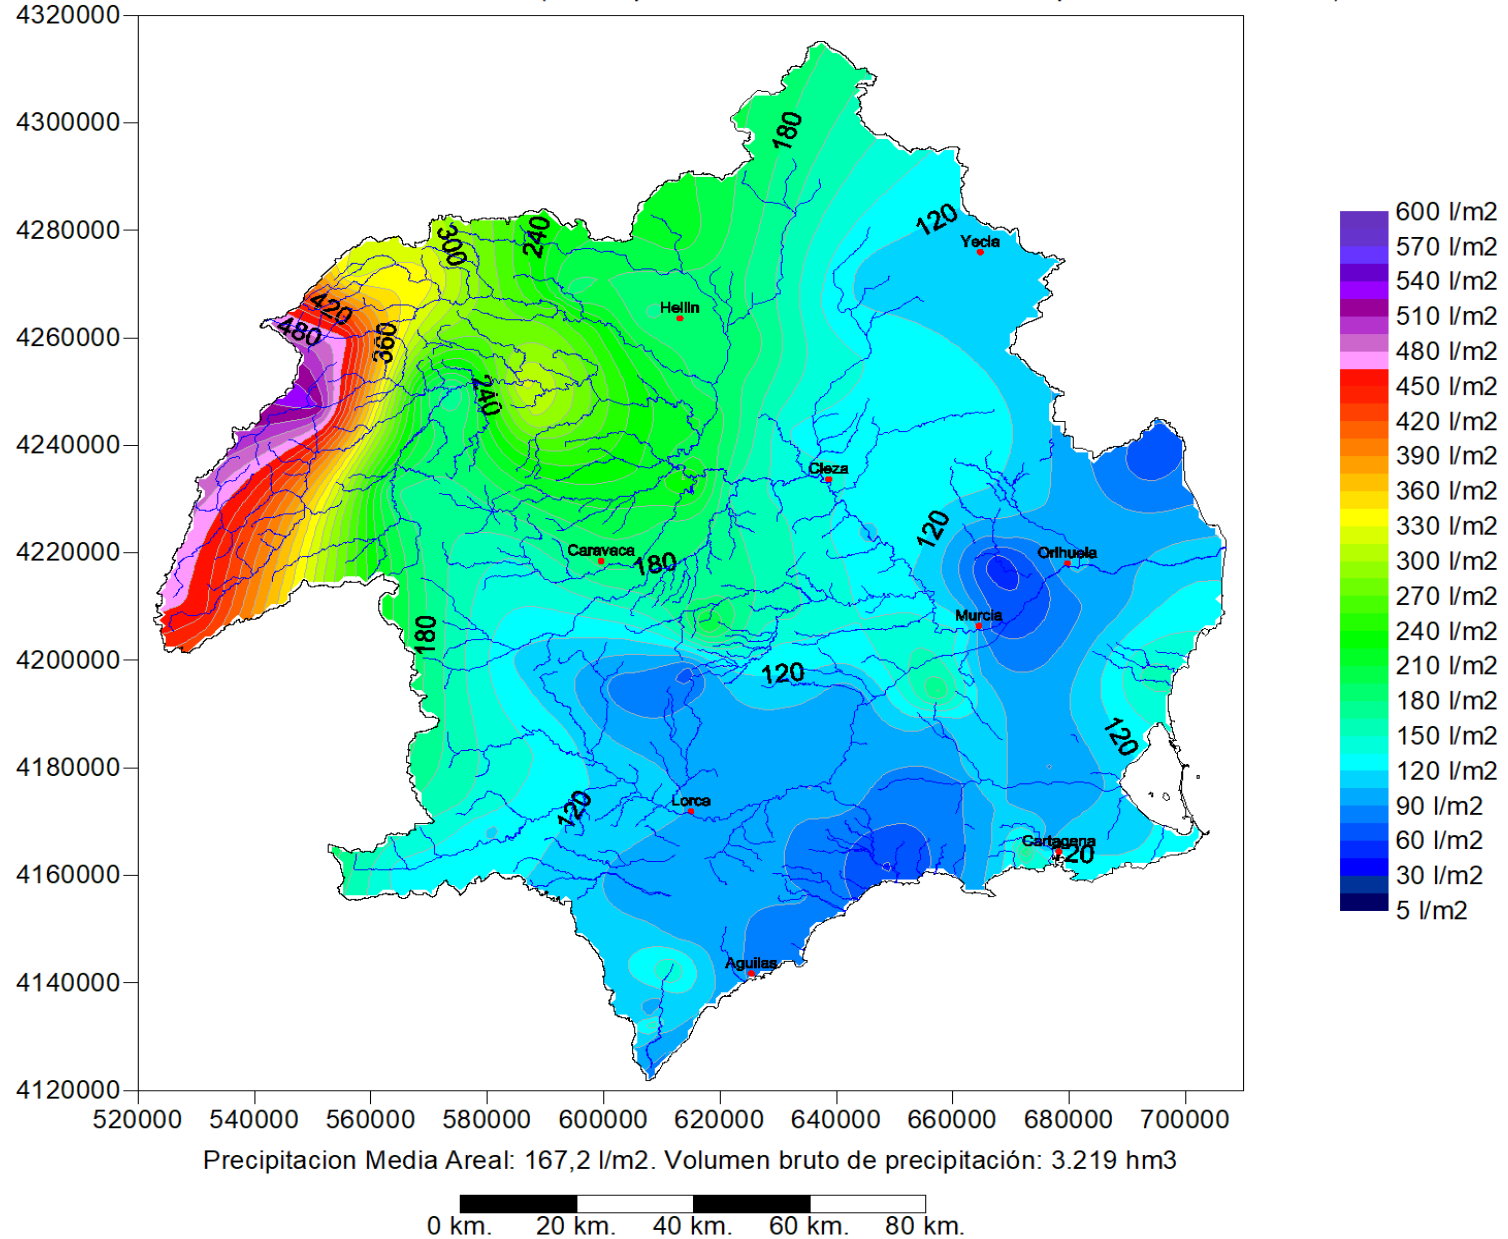 4320000
4300000
4280000
4260000
4240000
4220000
4200000
4180000
4160000
4140000
4120000
520000 540000 560000 580000 600000 620000 640000 660000 680000 700000
180
120
Yecla
300
240
Hellin
420
480
360
240
Cieza
120
Orihuela
Caravaca
180
Murcia
180
120
120
Lorca
120
Cartagena
120
Aguilas
600 l/m2
570 l/m2
540 l/m2
510 l/m2
480 l/m2
450 l/m2
420 l/m2
390 l/m2
360 l/m2
330 l/m2
300 l/m2
270 l/m2
240 l/m2
210 l/m2
180 l/m2
150 l/m2
120 l/m2
90 l/m2
60 l/m2
30 l/m2
5 l/m2
Precipitacion Media Areal: 167,2 l/m2. Volumen bruto de precipitación: 3.219 hm3
0 km. 20 km. 40 km. 60 km. 80 km.